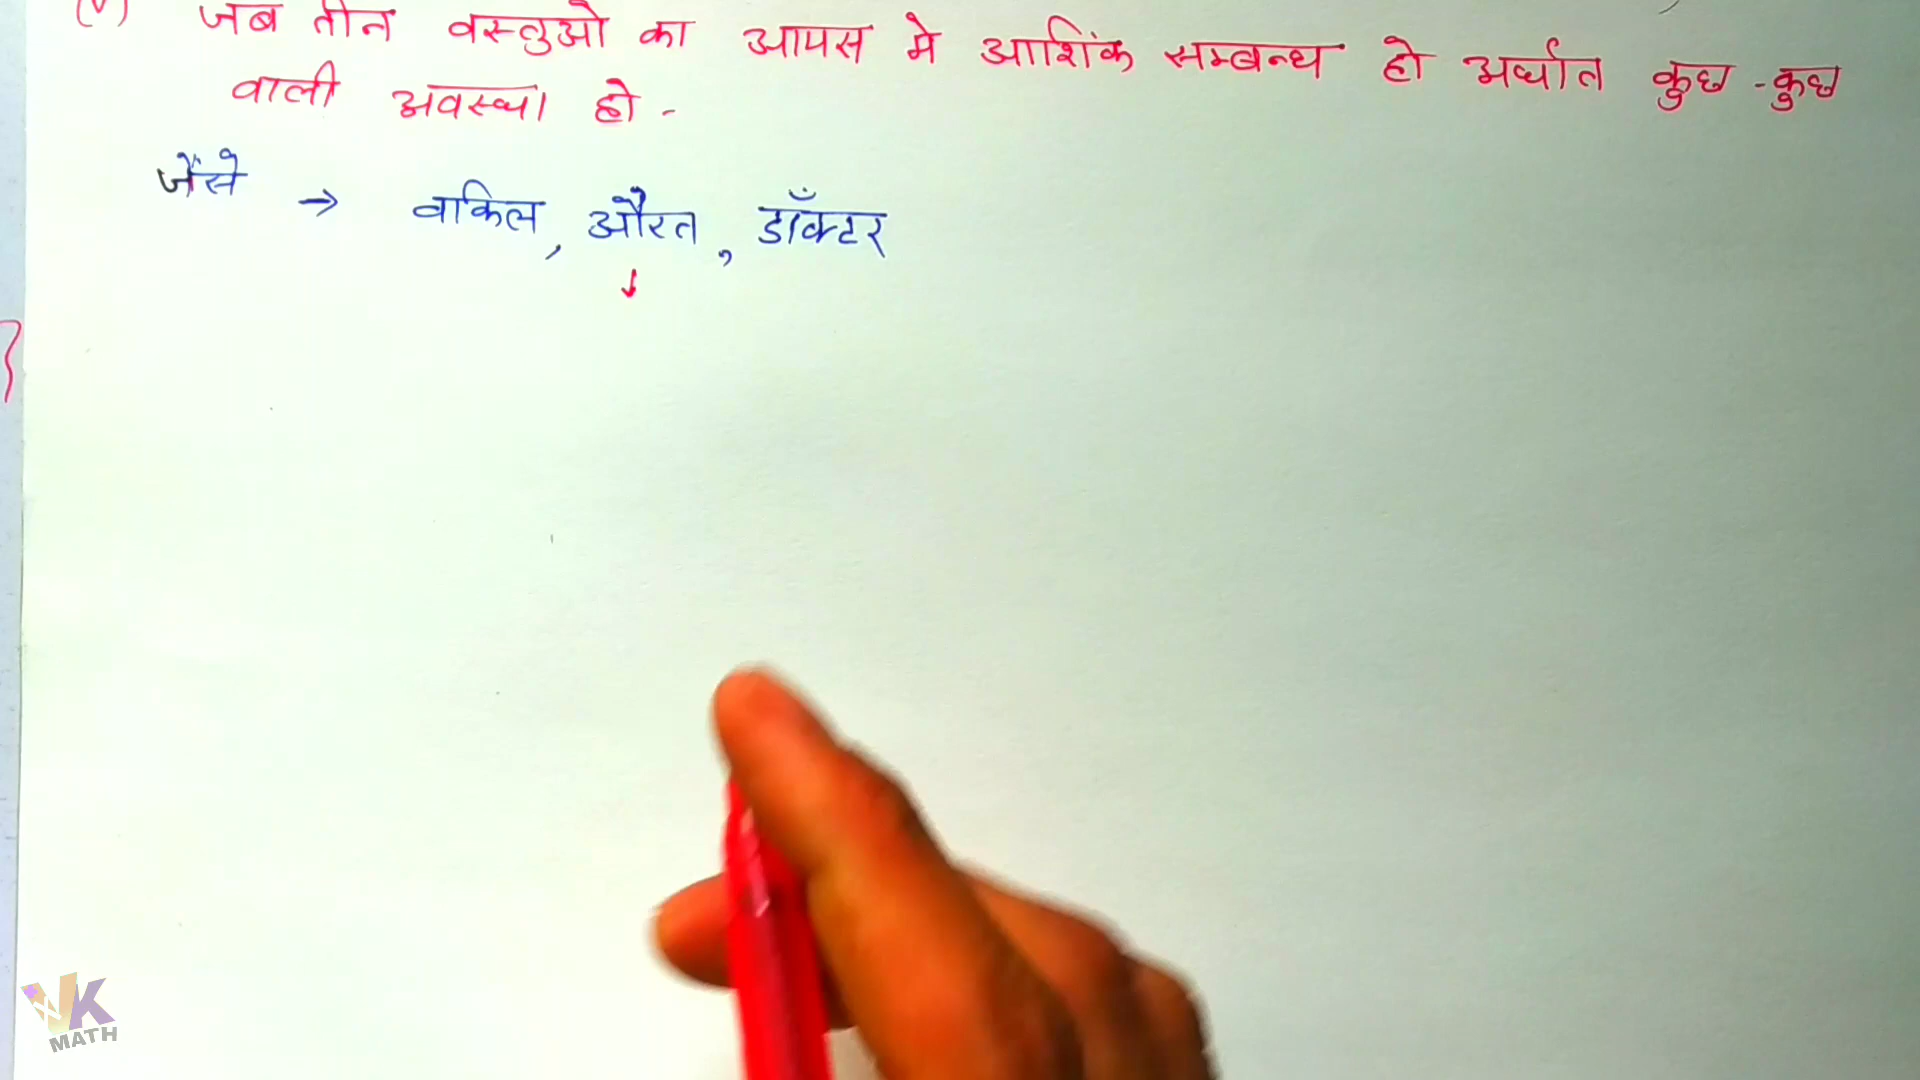 (v) जब तीन वस्तुओ का आपस मे आशिंक सम्बन्ध हो अर्थात कुछ - कुछ
वाली अवस्था हो -
जैंसे → वकिल, औरत, डाँक्टर
VK
MATH